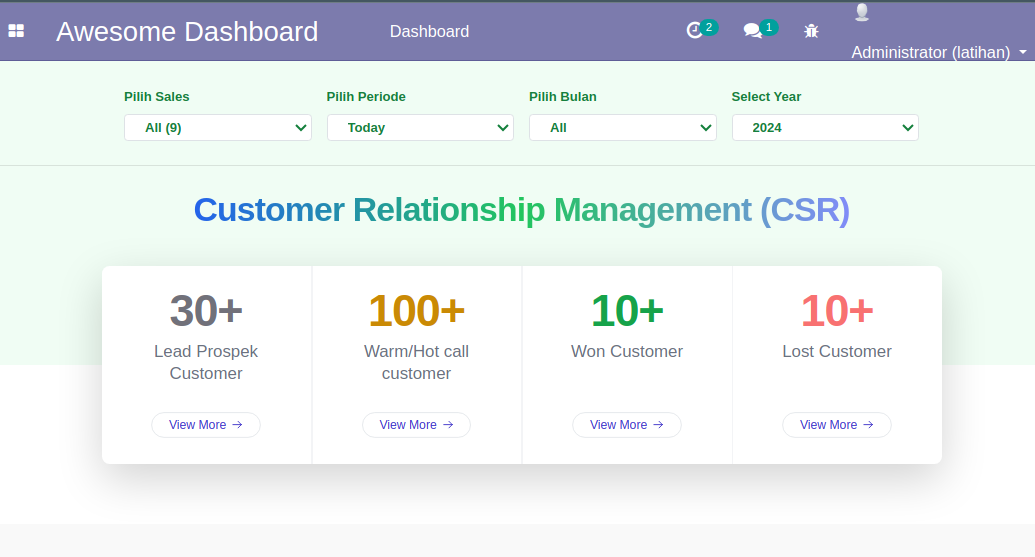 Awesome Dashboard
Dashboard
2
1
Administrator (latihan)
Pilih Sales
Pilih Periode
Pilih Bulan
Select Year
All (9)
Today
All
2024
Customer Relationship Management (CSR)
30+
Lead Prospek
Customer
View More →
100+
Warm/Hot call
customer
View More →
10+
Won Customer
View More →
10+
Lost Customer
View More →